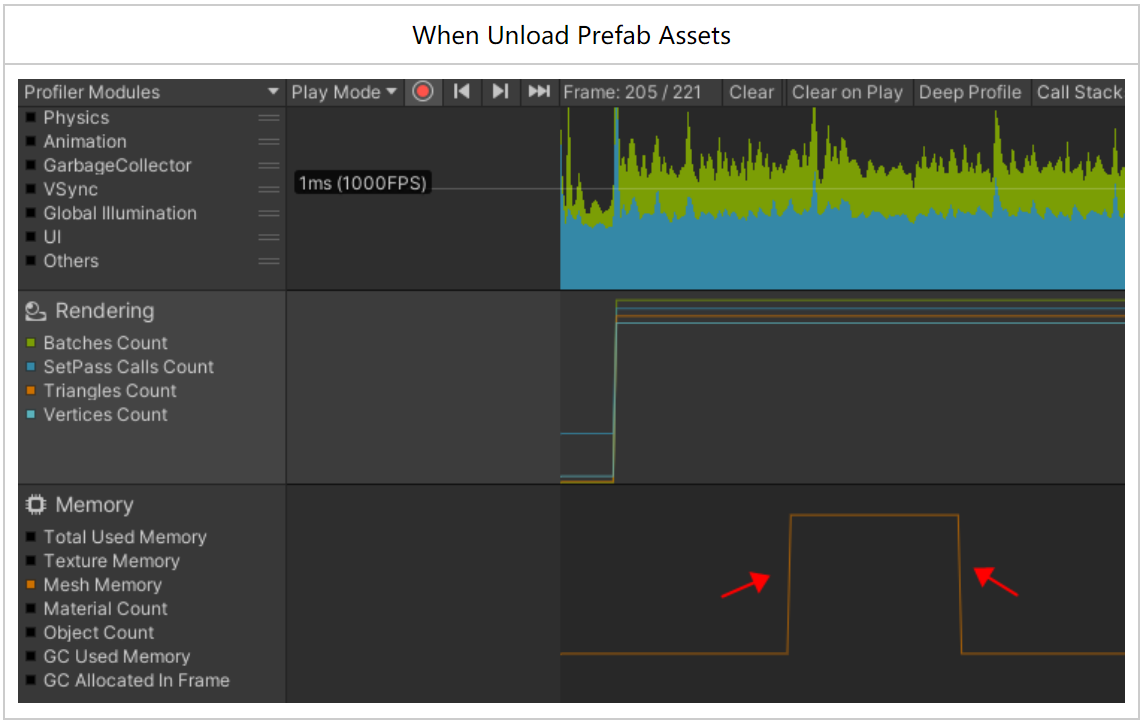 When Unload Prefab Assets
Profiler Modules Play Mode Frame: 205 / 221 Clear Clear on Play Deep Profile Call Stack
Physics
Animation
GarbageCollector
VSync
Global Illumination
UI
Others
1ms (1000FPS)
Rendering
Batches Count
SetPass Calls Count
Triangles Count
Vertices Count
Memory
Total Used Memory
Texture Memory
Mesh Memory
Material Count
Object Count
GC Used Memory
GC Allocated In Frame